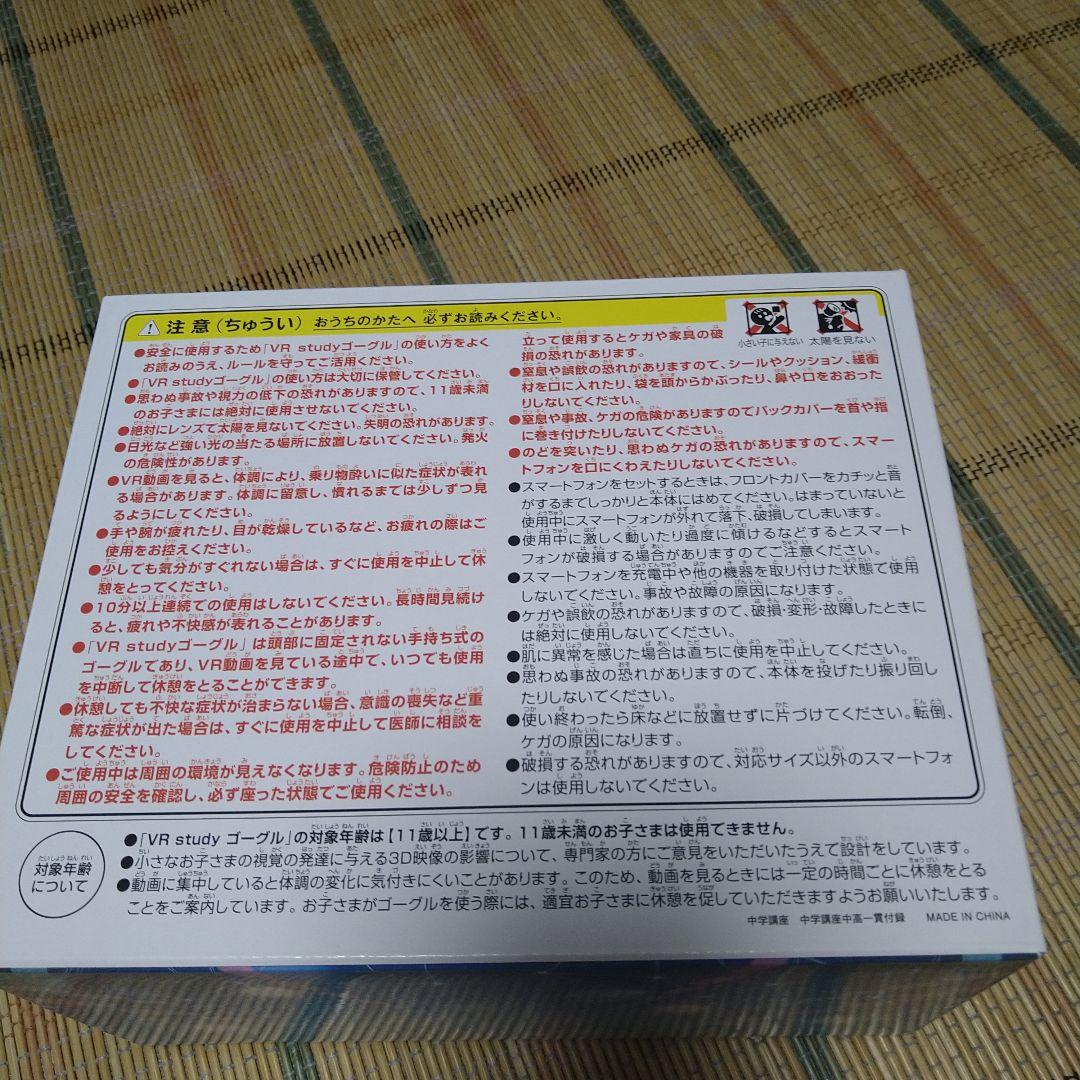 注意（ちゅうい） おうちのかたへ 必ずお読みください。
小さい子に与えない 太陽を見ない
●安全に使用するため「VR studyゴーグル」の使い方をよく
お読みのうえ、ルールを守ってご活用ください。
●「VR studyゴーグル」の使い方は大切に保管してください。
●思わぬ事故や視力の低下の恐れがありますので、11歳未満
のお子さまには絶対に使用させないでください。
●絶対にレンズで太陽を見ないでください。失明の恐れがあります。
●日光など強い光の当たる場所に放置しないでください。発火
の危険性があります。
●VR動画を見ると、体調により、乗り物酔いに似た症状が表れ
る場合があります。体調に留意し、慣れるまでは少しずつ見
るようにしてください。
●手や腕が疲れたり、目が乾燥しているなど、お疲れの際はご
使用をお控えください。
●少しでも気分がすぐれない場合は、すぐに使用を中止して休
憩をとってください。
●10分以上連続での使用はしないでください。長時間見続け
ると、疲れや不快感が表れることがあります。
●「VR studyゴーグル」は頭部に固定されない手持ち式の
ゴーグルであり、VR動画を見ている途中で、いつでも使用
を中断して休憩をとることができます。
●休憩しても不快な症状が治まらない場合、意識の喪失など重
篤な症状が出た場合は、すぐに使用を中止して医師に相談を
してください。
●ご使用中は周囲の環境が見えなくなります。危険防止のため
周囲の安全を確認し、必ず座った状態でご使用ください。
立って使用するとケガや家具の破
損の恐れがあります。
●窒息や誤飲の恐れがありますので、シールやクッション、緩衝
材を口に入れたり、袋を頭からかぶったり、鼻や口をおおった
りしないでください。
●窒息や事故、ケガの危険がありますのでバックカバーを首や指
に巻き付けたりしないでください。
●のどを突いたり、思わぬケガの恐れがありますので、スマー
トフォンを口にくわえたりしないでください。
●スマートフォンをセットするときは、フロントカバーをカチッと音
がするまでしっかりと本体にはめてください。はまっていないと
使用中にスマートフォンが外れて落下、破損してしまいます。
●使用中に激しく動いたり過度に傾けるなどするとスマート
フォンが破損する場合がありますのでご注意ください。
●スマートフォンを充電中や他の機器を取り付けた状態で使用
しないでください。事故や故障の原因になります。
●ケガや誤飲の恐れがありますので、破損・変形・故障したときに
は絶対に使用しないでください。
●肌に異常を感じた場合は直ちに使用を中止してください。
●思わぬ事故の恐れがありますので、本体を投げたり振り回し
たりしないでください。
●使い終わったら床などに放置せずに片づけてください。転倒、
ケガの原因になります。
●破損する恐れがありますので、対応サイズ以外のスマートフォ
ンは使用しないでください。
対象年齢
について
●「VR study ゴーグル」の対象年齢は【11歳以上】です。11歳未満のお子さまは使用できません。
●小さなお子さまの視覚の発達に与える3D映像の影響について、専門家の方にご意見をいただいたうえで設計をしています。
●動画に集中していると体調の変化に気付きにくいことがあります。このため、動画を見るときには一定の時間ごとに休憩をとる
ことをご案内しています。お子さまがゴーグルを使う際には、適宜お子さまに休憩を促していただきますようお願いいたします。
中学講座 中学講座中高一貫付録 MADE IN CHINA